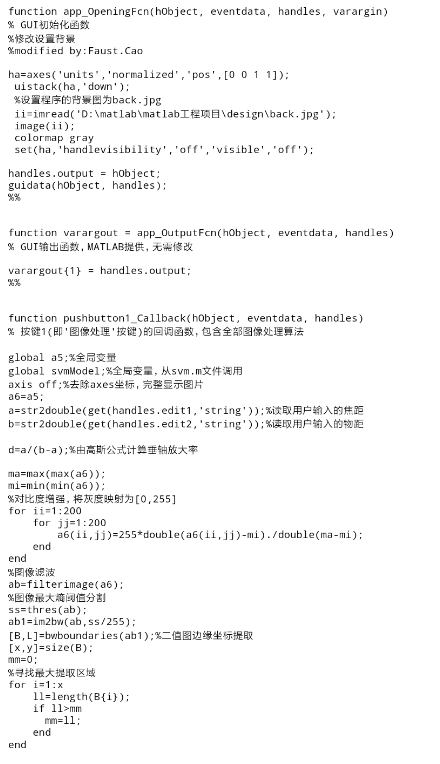 function app_OpeningFcn(hObject, eventdata, handles, varargin)
% GUI初始化函数
%修改设置背景
%modified by:Faust.Cao
ha=axes('units','normalized','pos',[0 0 1 1]);
 uistack(ha,'down');
 %设置程序的背景图为back.jpg
 ii=imread('D:\matlab\matlab工程项目\design\back.jpg');
 image(ii);
 colormap gray
 set(ha,'handlevisibility','off','visible','off');
handles.output = hObject;
guidata(hObject, handles);
%%
function varargout = app_OutputFcn(hObject, eventdata, handles)
% GUI输出函数,MATLAB提供,无需修改
varargout{1} = handles.output;
%%
function pushbutton1_Callback(hObject, eventdata, handles)
% 按键1(即'图像处理'按键)的回调函数,包含全部图像处理算法
global a5;%全局变量
global svmModel;%全局变量,从svm.m文件调用
axis off;%去除axes坐标,完整显示图片
a6=a5;
a=str2double(get(handles.edit1,'string'));%读取用户输入的焦距
b=str2double(get(handles.edit2,'string'));%读取用户输入的物距
d=a/(b-a);%由高斯公式计算垂轴放大率
ma=max(max(a6));
mi=min(min(a6));
%对比度增强,将灰度映射为[0,255]
for ii=1:200
    for jj=1:200
        a6(ii,jj)=255*double(a6(ii,jj)-mi)./double(ma-mi);
    end
end
%图像滤波
ab=filterimage(a6);
%图像最大熵阈值分割
ss=thres(ab);
ab1=im2bw(ab,ss/255);
[B,L]=bwboundaries(ab1);%二值图边缘坐标提取
[x,y]=size(B);
mm=0;
%寻找最大提取区域
for i=1:x
    ll=length(B{i});
    if ll>mm
      mm=ll;
    end
end